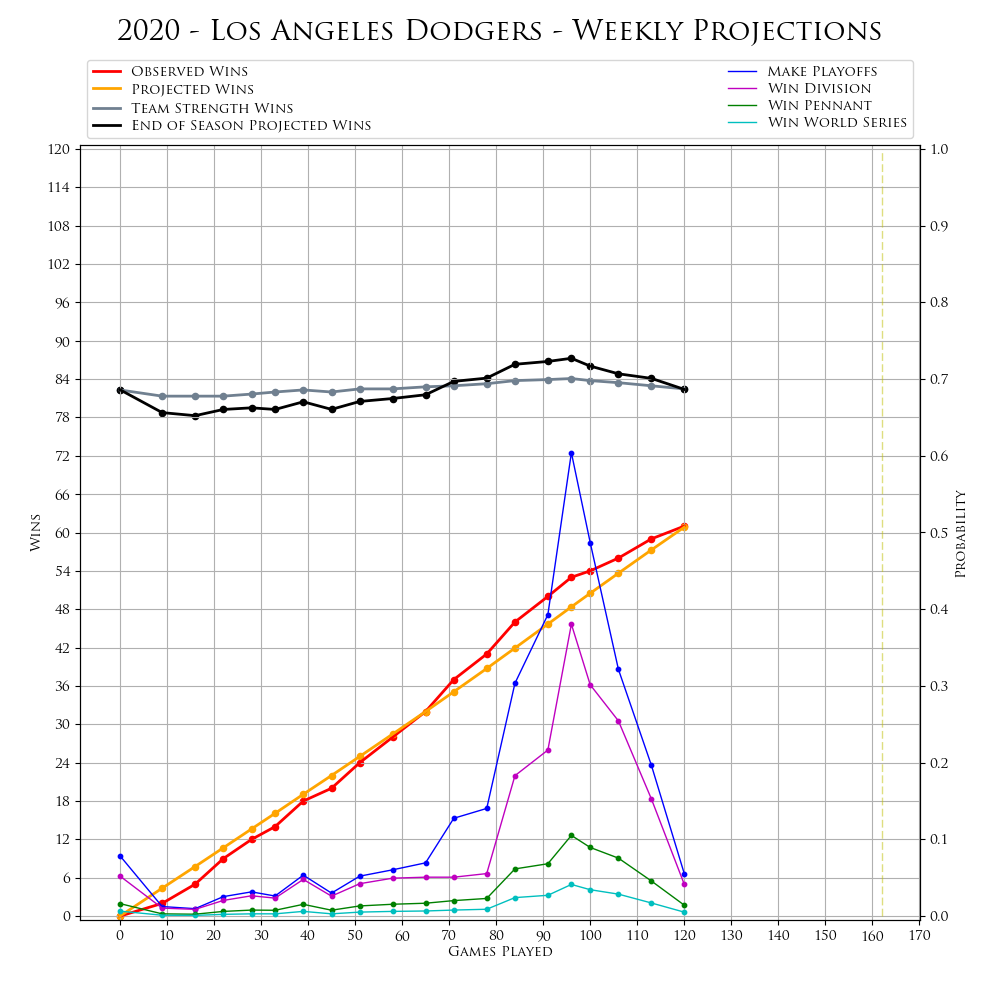 2020 - Los Angeles Dodgers - Weekly Projections
Observed Wins
Projected Wins
Team Strength Wins
End of Season Projected Wins
Make Playoffs
Win Division
Win Pennant
Win World Series
120
114
108
102
96
90
84
78
72
66
60
54
48
42
36
30
24
18
12
6
0
Wins
1.0
0.9
0.8
0.7
0.6
0.5
0.4
0.3
0.2
0.1
0.0
Probability
0 10 20 30 40 50 60 70 80 90 100 110 120 130 140 150 160 170
Games Played